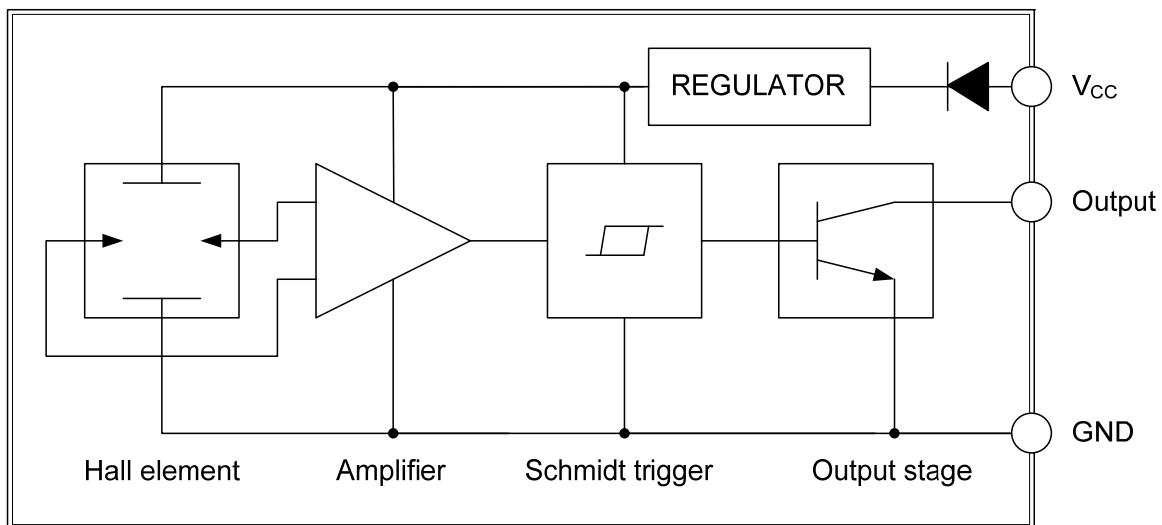 REGULATOR
VCC
Output
GND
Hall element
Amplifier
Schmidt trigger
Output stage